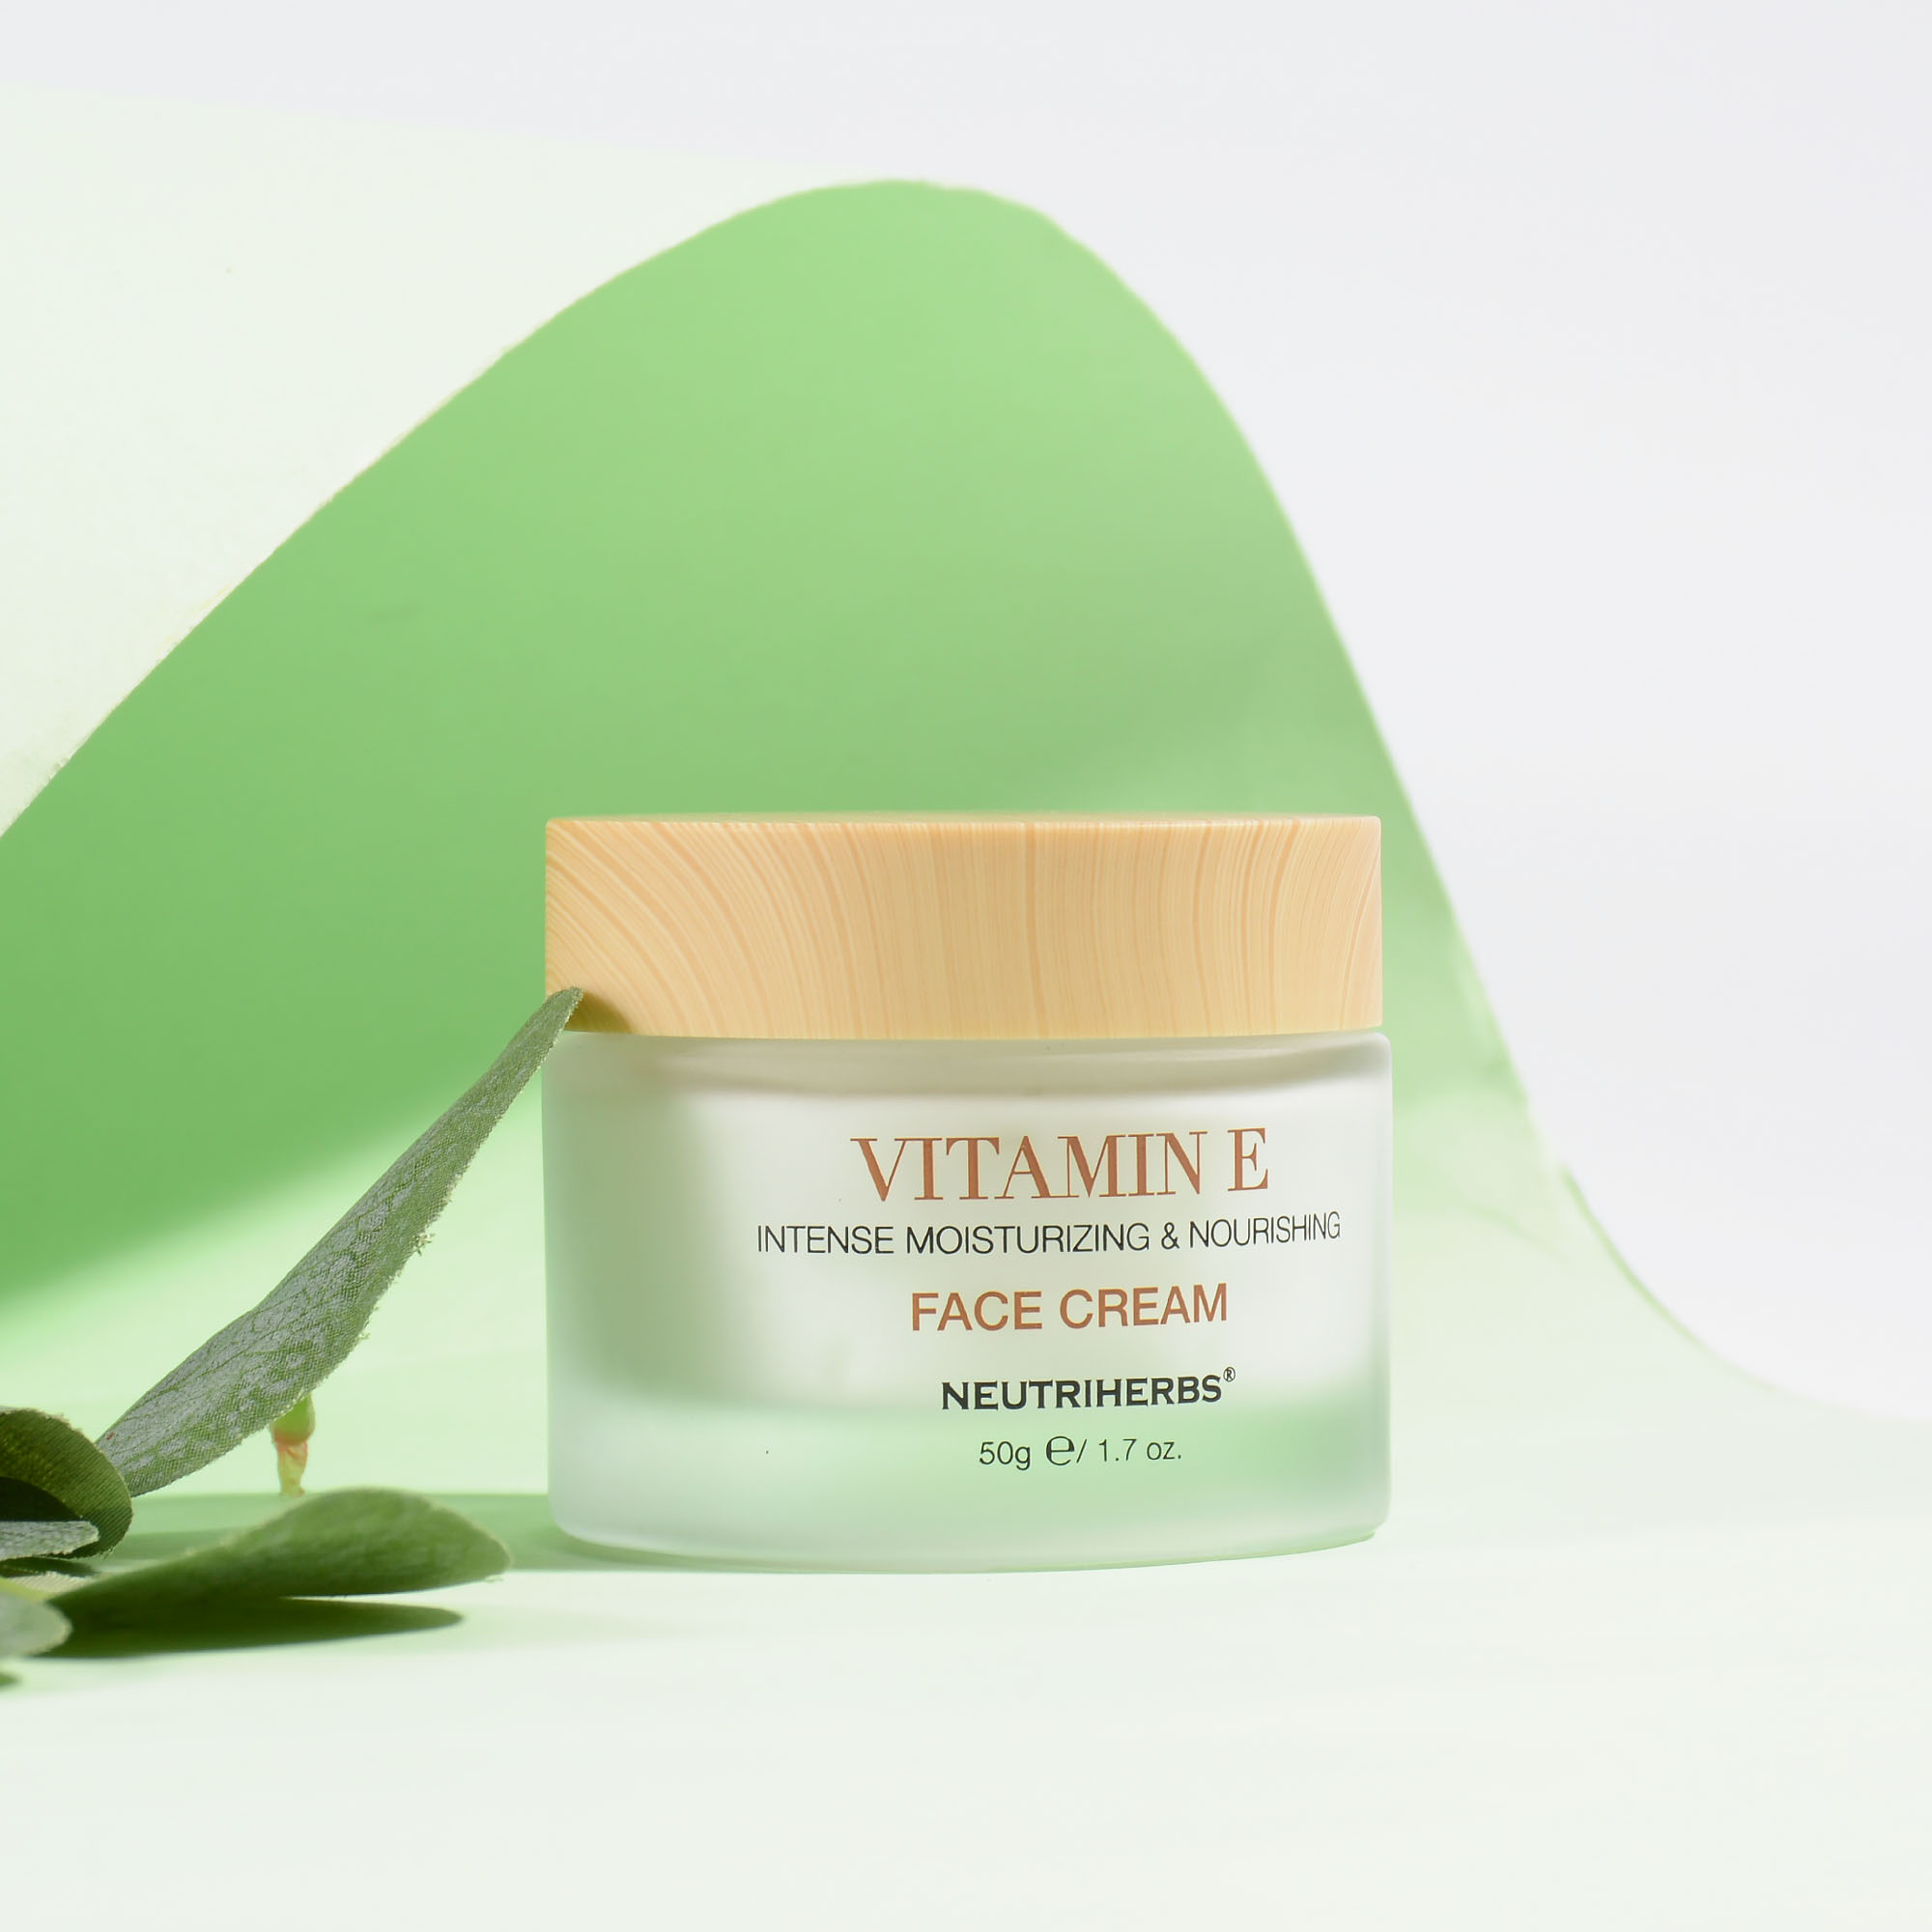 VITAMIN E
INTENSE MOISTURIZING & NOURISHING
FACE CREAM
NEUTRIHERBS®
50g ℮/ 1.7 oz.